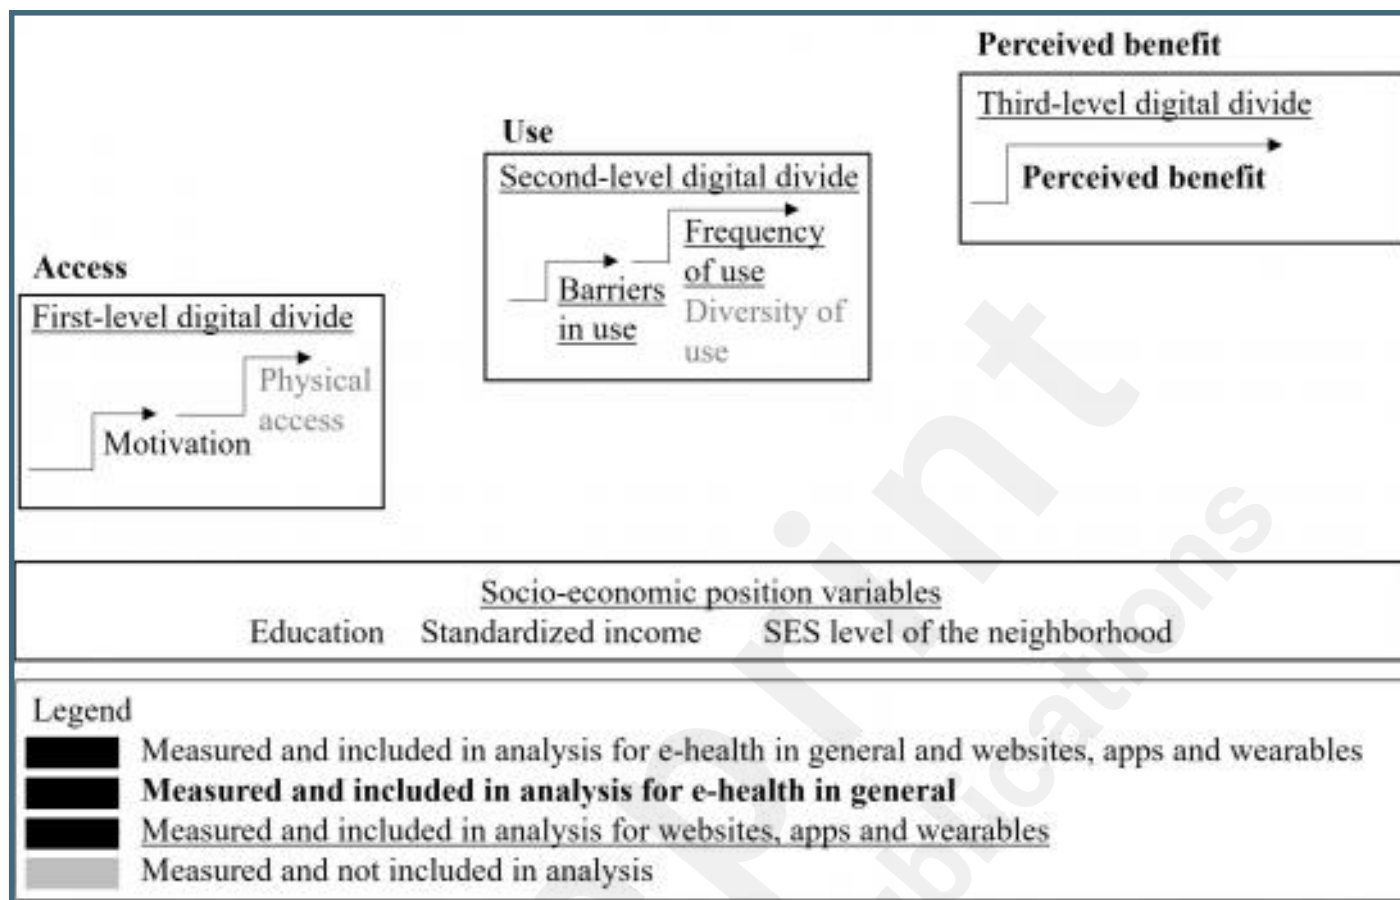 Perceived benefit
Third-level digital divide
Perceived benefit
Use
Second-level digital divide
Frequency
of use
Barriers
in use
Diversity of
use
Access
First-level digital divide
Physical
access
Motivation
Socio-economic position variables
Education Standardized income SES level of the neighborhood
Legend
Measured and included in analysis for e-health in general and websites, apps and wearables
Measured and included in analysis for e-health in general
Measured and included in analysis for websites, apps and wearables
Measured and not included in analysis